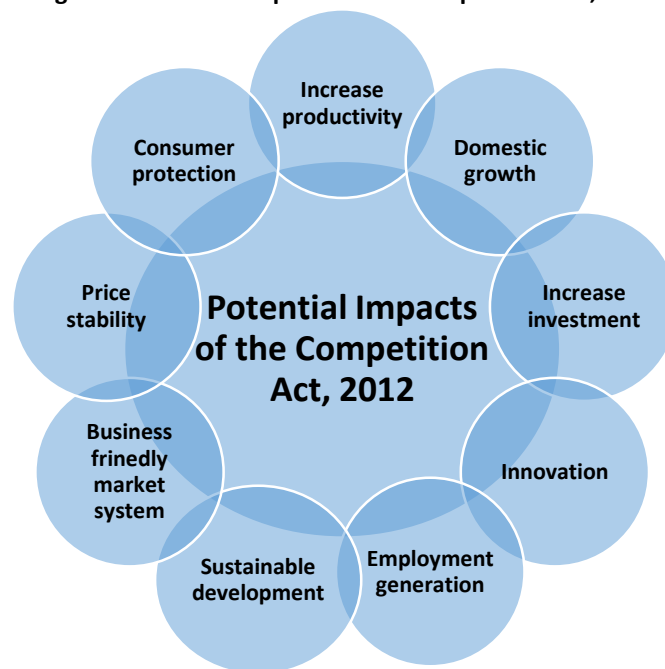 Increase
productivity
Domestic
growth
Increase
investment
Innovation
Employment
generation
Sustainable
development
Business
frinedly
market
system
Price
stability
Consumer
protection
Potential Impacts
of the Competition
Act, 2012